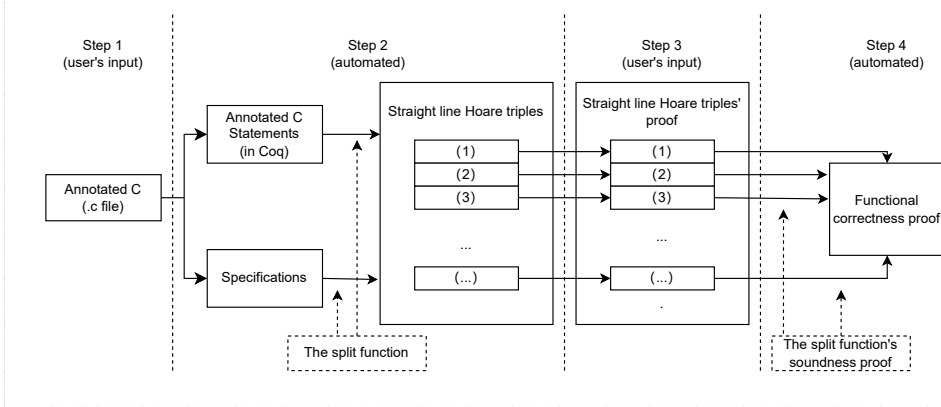 Step 1
(user's input)
Step 2
(automated)
Step 3
(user's input)
Step 4
(automated)
Annotated C
(.c file)
Annotated C
Statements
(in Coq)
Specifications
The split function
Straight line Hoare triples
(1)
(2)
(3)
...
(...)
Straight line Hoare triples'
proof
(1)
(2)
(3)
...
(...)
.
Functional
correctness proof
The split function's
soundness proof